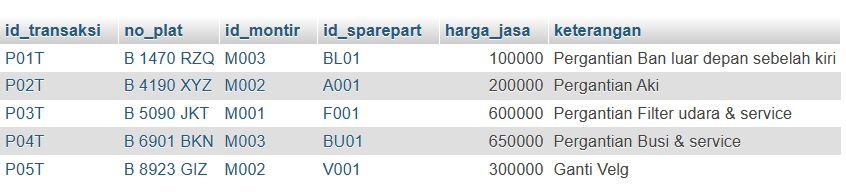 id_transaksi no_plat id_montir id_sparepart harga_jasa keterangan
P01T B 1470 RZQ M003 BL01 100000 Pergantian Ban luar depan sebelah kiri
P02T B 4190 XYZ M002 A001 200000 Pergantian Aki
P03T B 5090 JKT M001 F001 600000 Pergantian Filter udara & service
P04T B 6901 BKN M003 BU01 650000 Pergantian Busi & service
P05T B 8923 GIZ M002 V001 300000 Ganti Velg